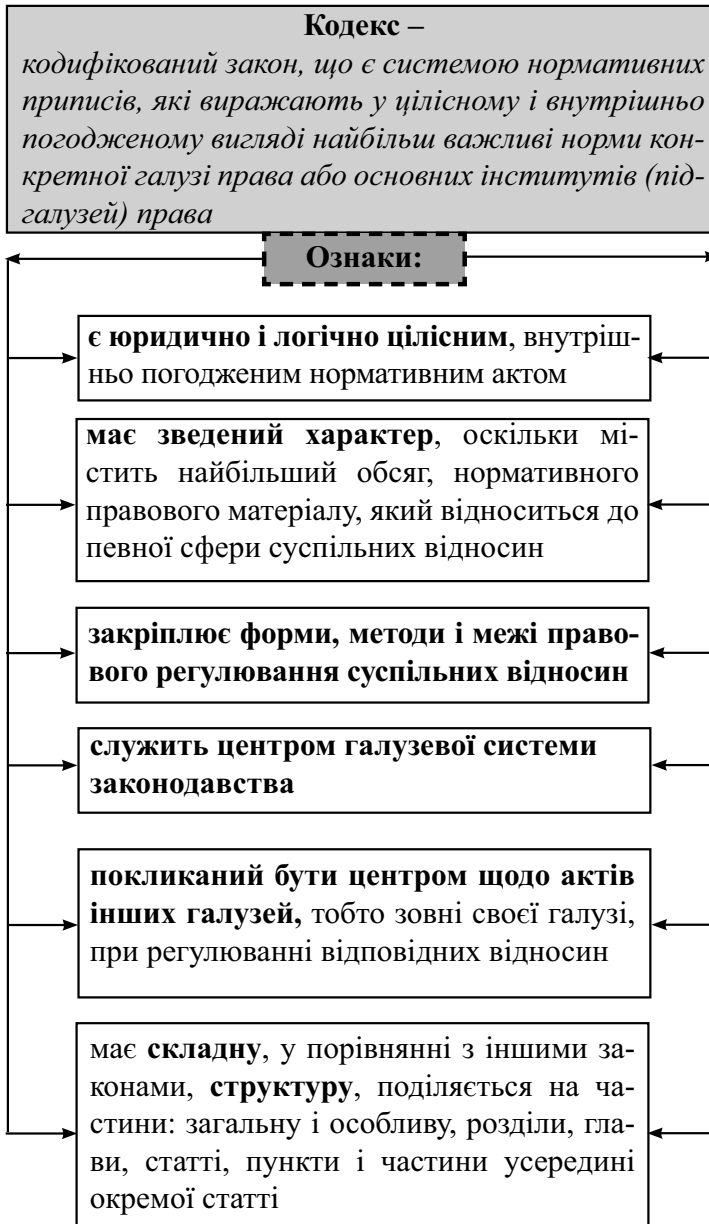 Кодекс –
кодифікований закон, що є системою нормативних
приписів, які виражають у цілісному і внутрішньо
погодженому вигляді найбільш важливі норми кон-
кретної галузі права або основних інститутів (під-
галузей) права
Ознаки:
є юридично і логічно цілісним, внутріш-
ньо погодженим нормативним актом
має зведений характер, оскільки мі-
стить найбільший обсяг, нормативного
правового матеріалу, який відноситься до
певної сфери суспільних відносин
закріплює форми, методи і межі право-
вого регулювання суспільних відносин
служить центром галузевої системи
законодавства
покликаний бути центром щодо актів
інших галузей, тобто зовні своєї галузі,
при регулюванні відповідних відносин
має складну, у порівнянні з іншими за-
конами, структуру, поділяється на ча-
стини: загальну і особливу, розділи, гла-
ви, статті, пункти і частини усередині
окремої статті